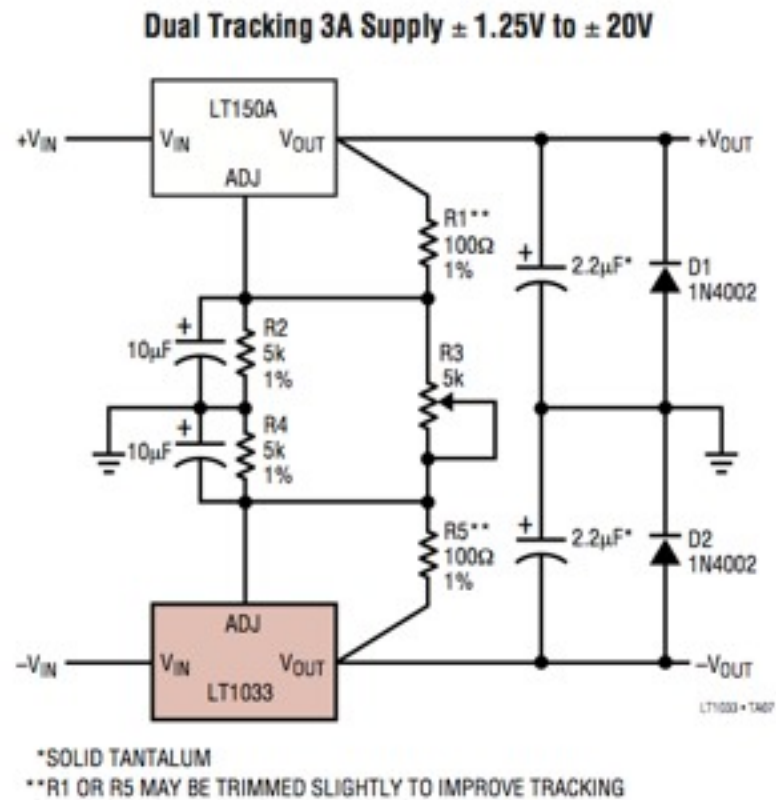 Dual Tracking 3A Supply ± 1.25V to ± 20V
LT150A
+VIN
VIN
VOUT
+VOUT
ADJ
R1**
100Ω
1%
+
2.2µF*
D1
1N4002
+
10µF
R2
5k
1%
R3
5k
+
10µF
R4
5k
1%
R5**
100Ω
1%
+
2.2µF*
D2
1N4002
ADJ
–VIN
VIN
VOUT
–VOUT
LT1033
LT1033 • TA07
*SOLID TANTALUM
**R1 OR R5 MAY BE TRIMMED SLIGHTLY TO IMPROVE TRACKING